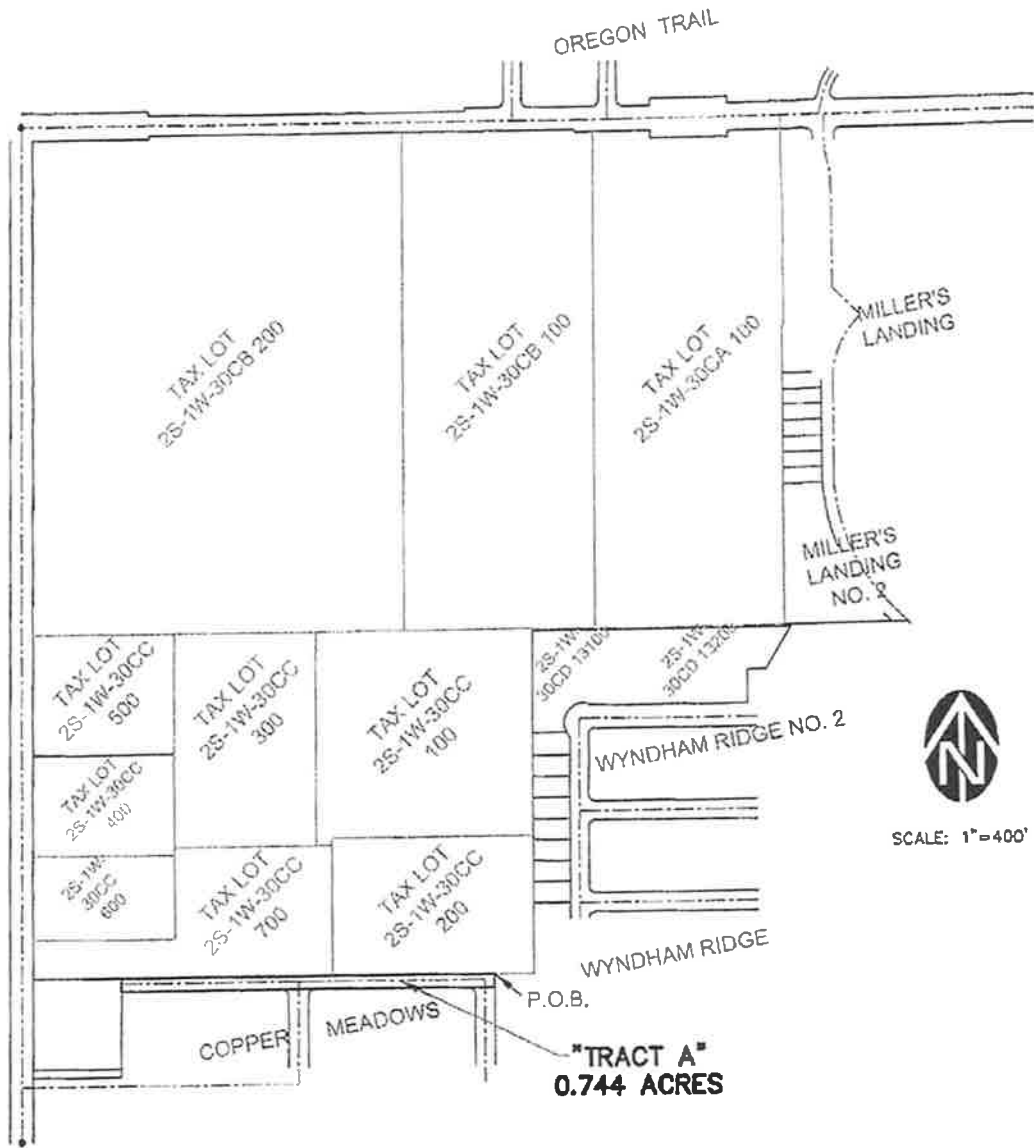 OREGON TRAIL
TAX LOT
2S-1W-30CB 200
TAX LOT
2S-1W-30CB 100
TAX LOT
2S-1W-30CA 100
MILLER'S
LANDING
MILLER'S
LANDING
NO. 2
TAX LOT
2S-1W-30CC
500
TAX LOT
2S-1W-30CC
300
TAX LOT
2S-1W-30CC
100
2S-1W-
30CD 13100
2S-1W-
30CD 13200
TAX LOT
2S-1W-30CC
400
WYNDHAM RIDGE NO. 2
N
SCALE: 1"=400'
2S-1W-
30CC
600
TAX LOT
2S-1W-30CC
700
TAX LOT
2S-1W-30CC
200
WYNDHAM RIDGE
P.O.B.
COPPER MEADOWS
"TRACT A"
0.744 ACRES